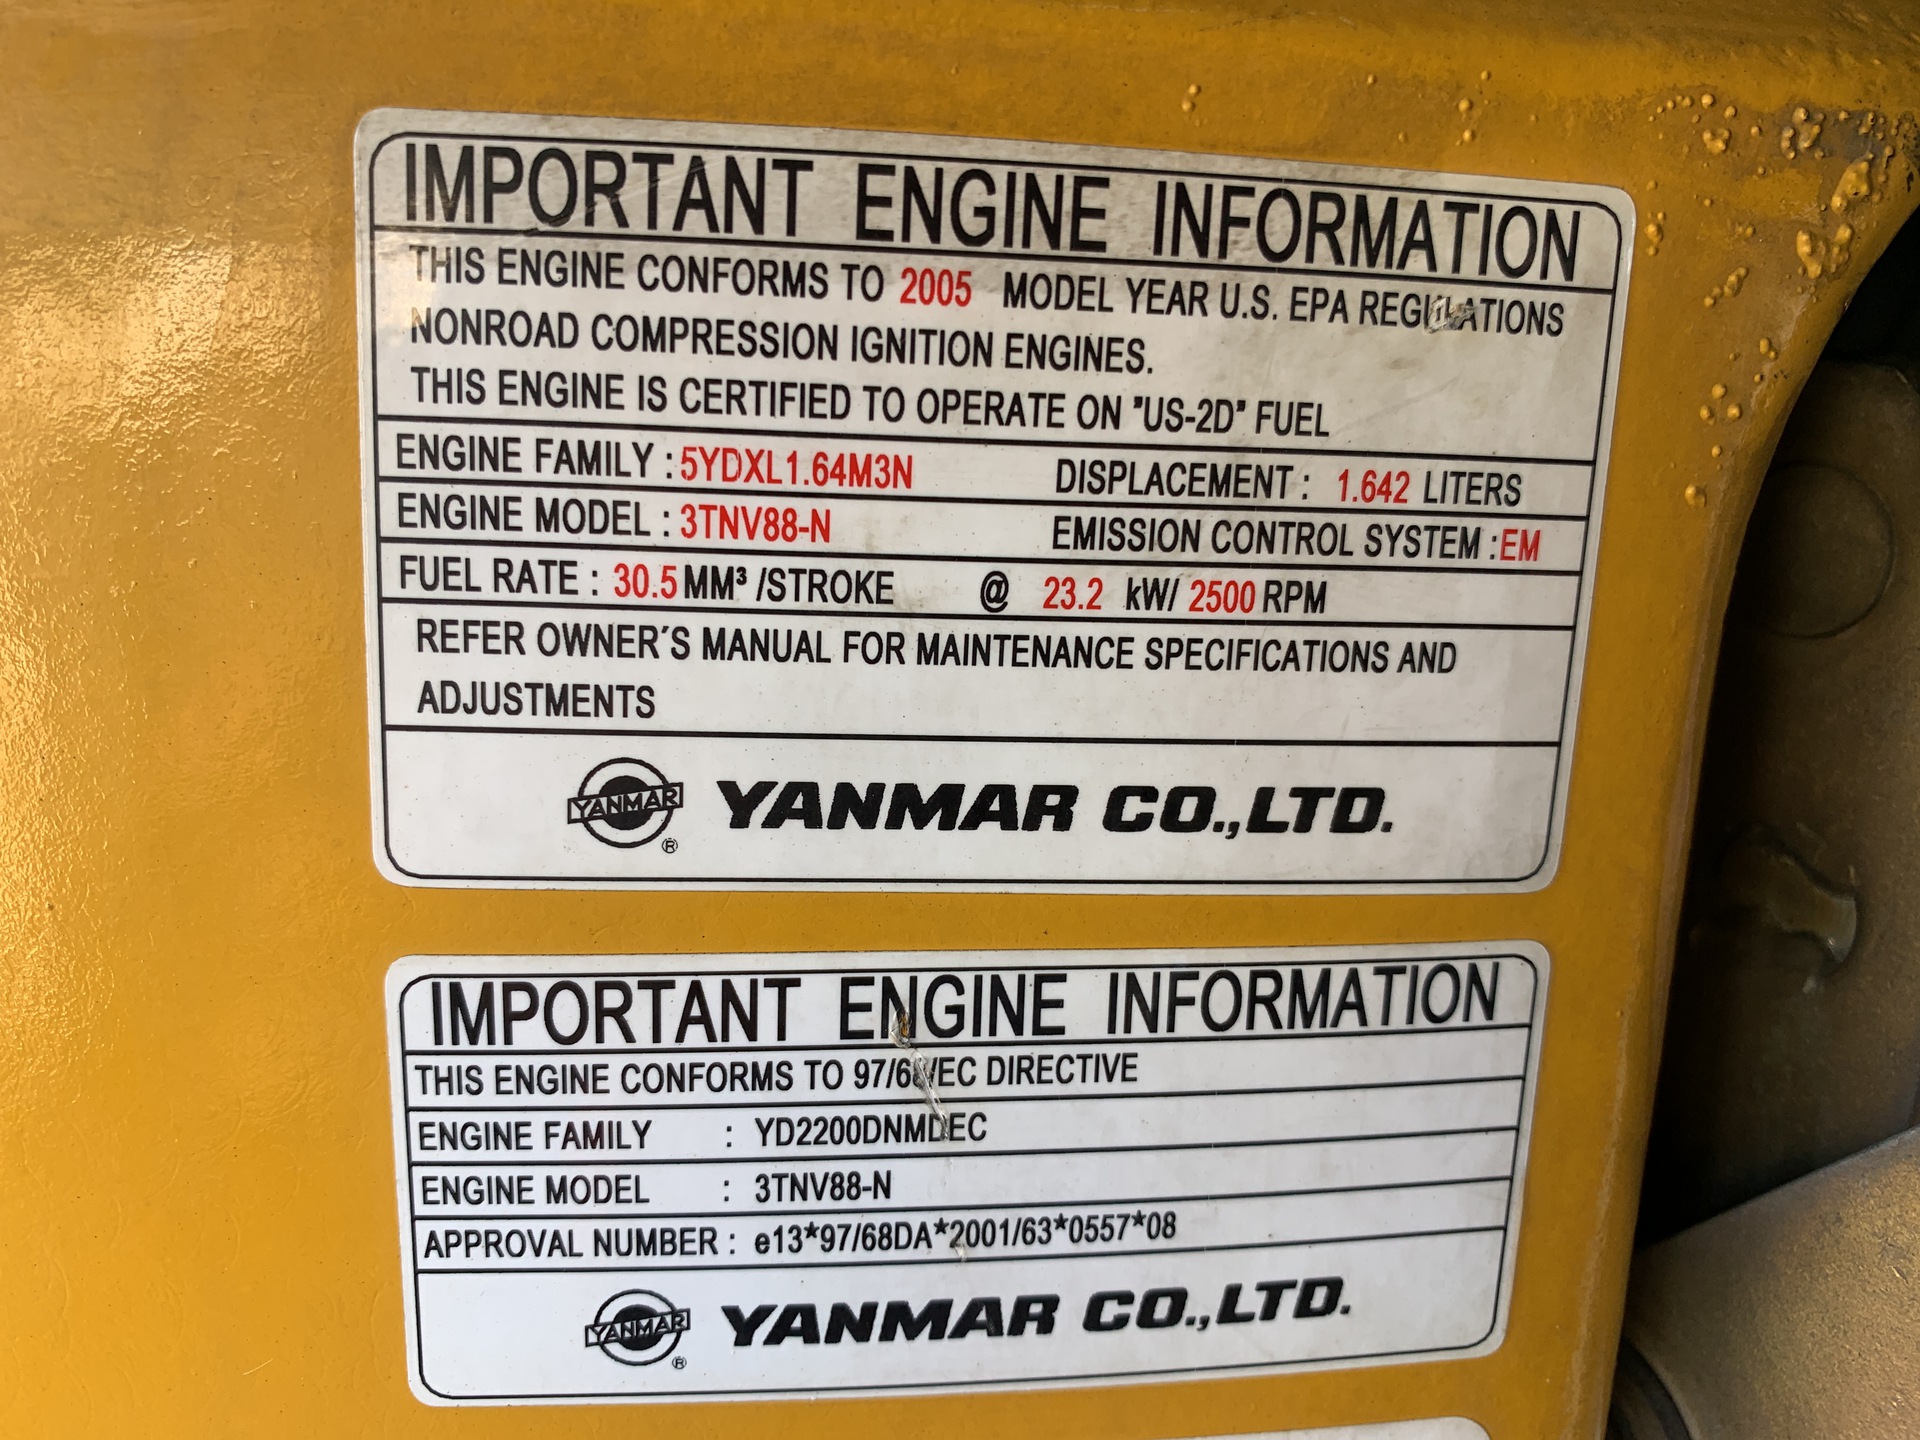 IMPORTANT ENGINE INFORMATION
THIS ENGINE CONFORMS TO 2005 MODEL YEAR U.S. EPA REGULATIONS
NONROAD COMPRESSION IGNITION ENGINES.
THIS ENGINE IS CERTIFIED TO OPERATE ON "US-2D" FUEL
ENGINE FAMILY : 5YDXL1.64M3N DISPLACEMENT : 1.642 LITERS
ENGINE MODEL : 3TNV88-N EMISSION CONTROL SYSTEM : EM
FUEL RATE : 30.5 MM³ /STROKE @ 23.2 kW/ 2500 RPM
REFER OWNER'S MANUAL FOR MAINTENANCE SPECIFICATIONS AND
ADJUSTMENTS
YANMAR ® YANMAR CO.,LTD.
IMPORTANT ENGINE INFORMATION
THIS ENGINE CONFORMS TO 97/68/EC DIRECTIVE
ENGINE FAMILY : YD2200DNMDEC
ENGINE MODEL : 3TNV88-N
APPROVAL NUMBER : e13*97/68DA*2001/63*0557*08
YANMAR ® YANMAR CO.,LTD.